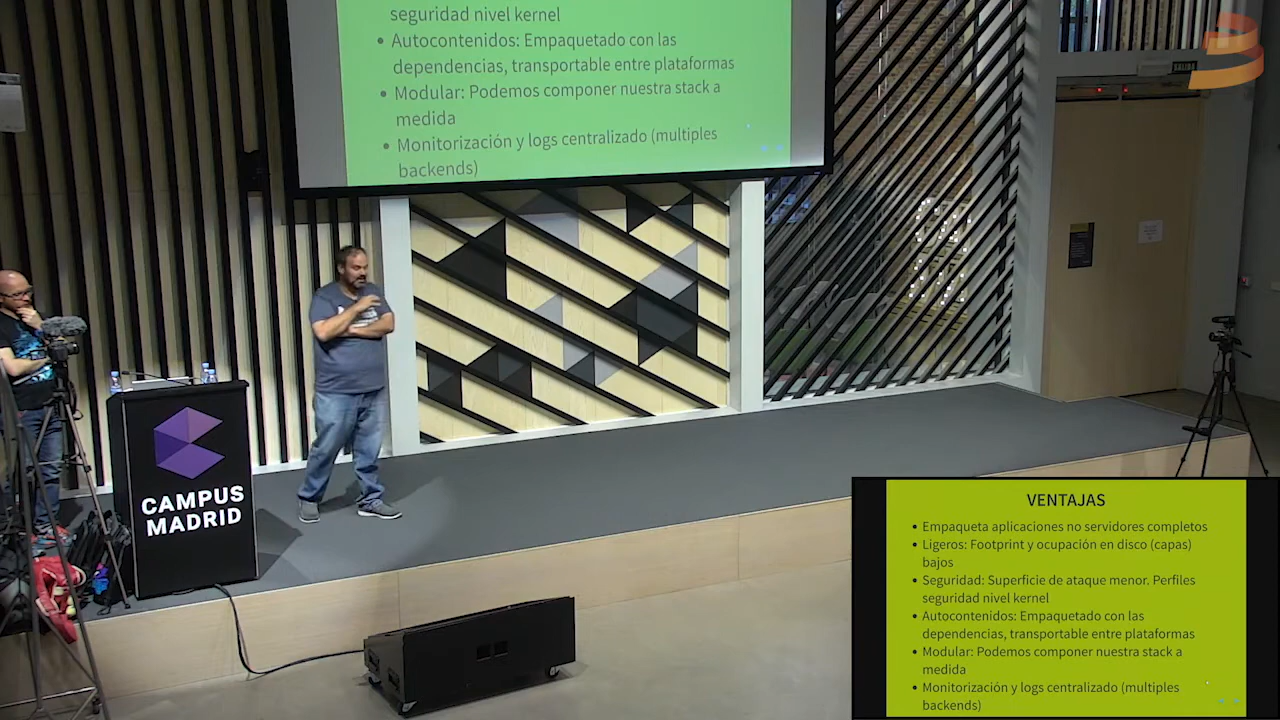 seguridad nivel kernel
• Autocontenidos: Empaquetado con las
dependencias, transportable entre plataformas
• Modular: Podemos componer nuestra stack a
medida
• Monitorización y logs centralizado (multiples
backends)
SALIDA
CAMPUS
MADRID
VENTAJAS
• Empaqueta aplicaciones no servidores completos
• Ligeros: Footprint y ocupación en disco (capas)
bajos
• Seguridad: Superficie de ataque menor. Perfiles
seguridad nivel kernel
• Autocontenidos: Empaquetado con las
dependencias, transportable entre plataformas
• Modular: Podemos componer nuestra stack a
medida
• Monitorización y logs centralizado (multiples
backends)